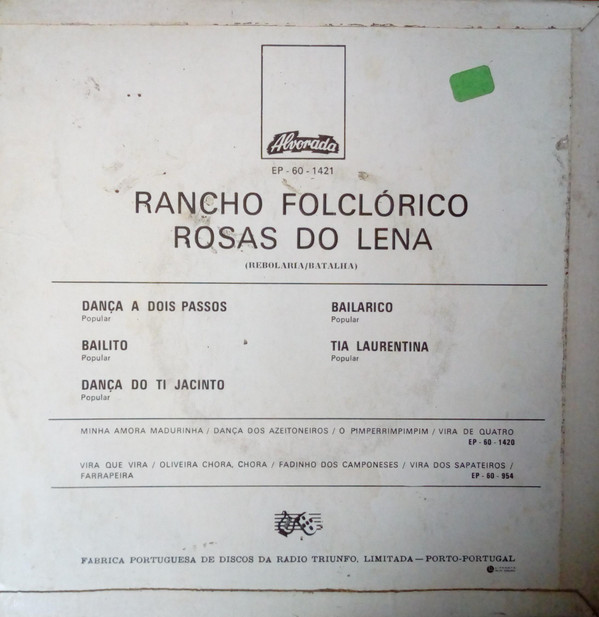 Alvorada
EP - 60 - 1421
RANCHO FOLCLÓRICO
ROSAS DO LENA
(REBOLARIA/BATALHA)
DANÇA A DOIS PASSOS
Popular
BAILITO
Popular
DANÇA DO TI JACINTO
Popular
BAILARICO
Popular
TIA LAURENTINA
Popular
MINHA AMORA MADURINHA / DANÇA DOS AZEITONEIROS / O PIMPERRIMPIMPIM / VIRA DE QUATRO
EP - 60 - 1420
VIRA QUE VIRA / OLIVEIRA CHORA, CHORA / FADINHO DOS CAMPONESES / VIRA DOS SAPATEIROS /
FARRAPEIRA EP - 60 - 954
FABRICA PORTUGUESA DE DISCOS DA RADIO TRIUNFO, LIMITADA — PORTO-PORTUGAL